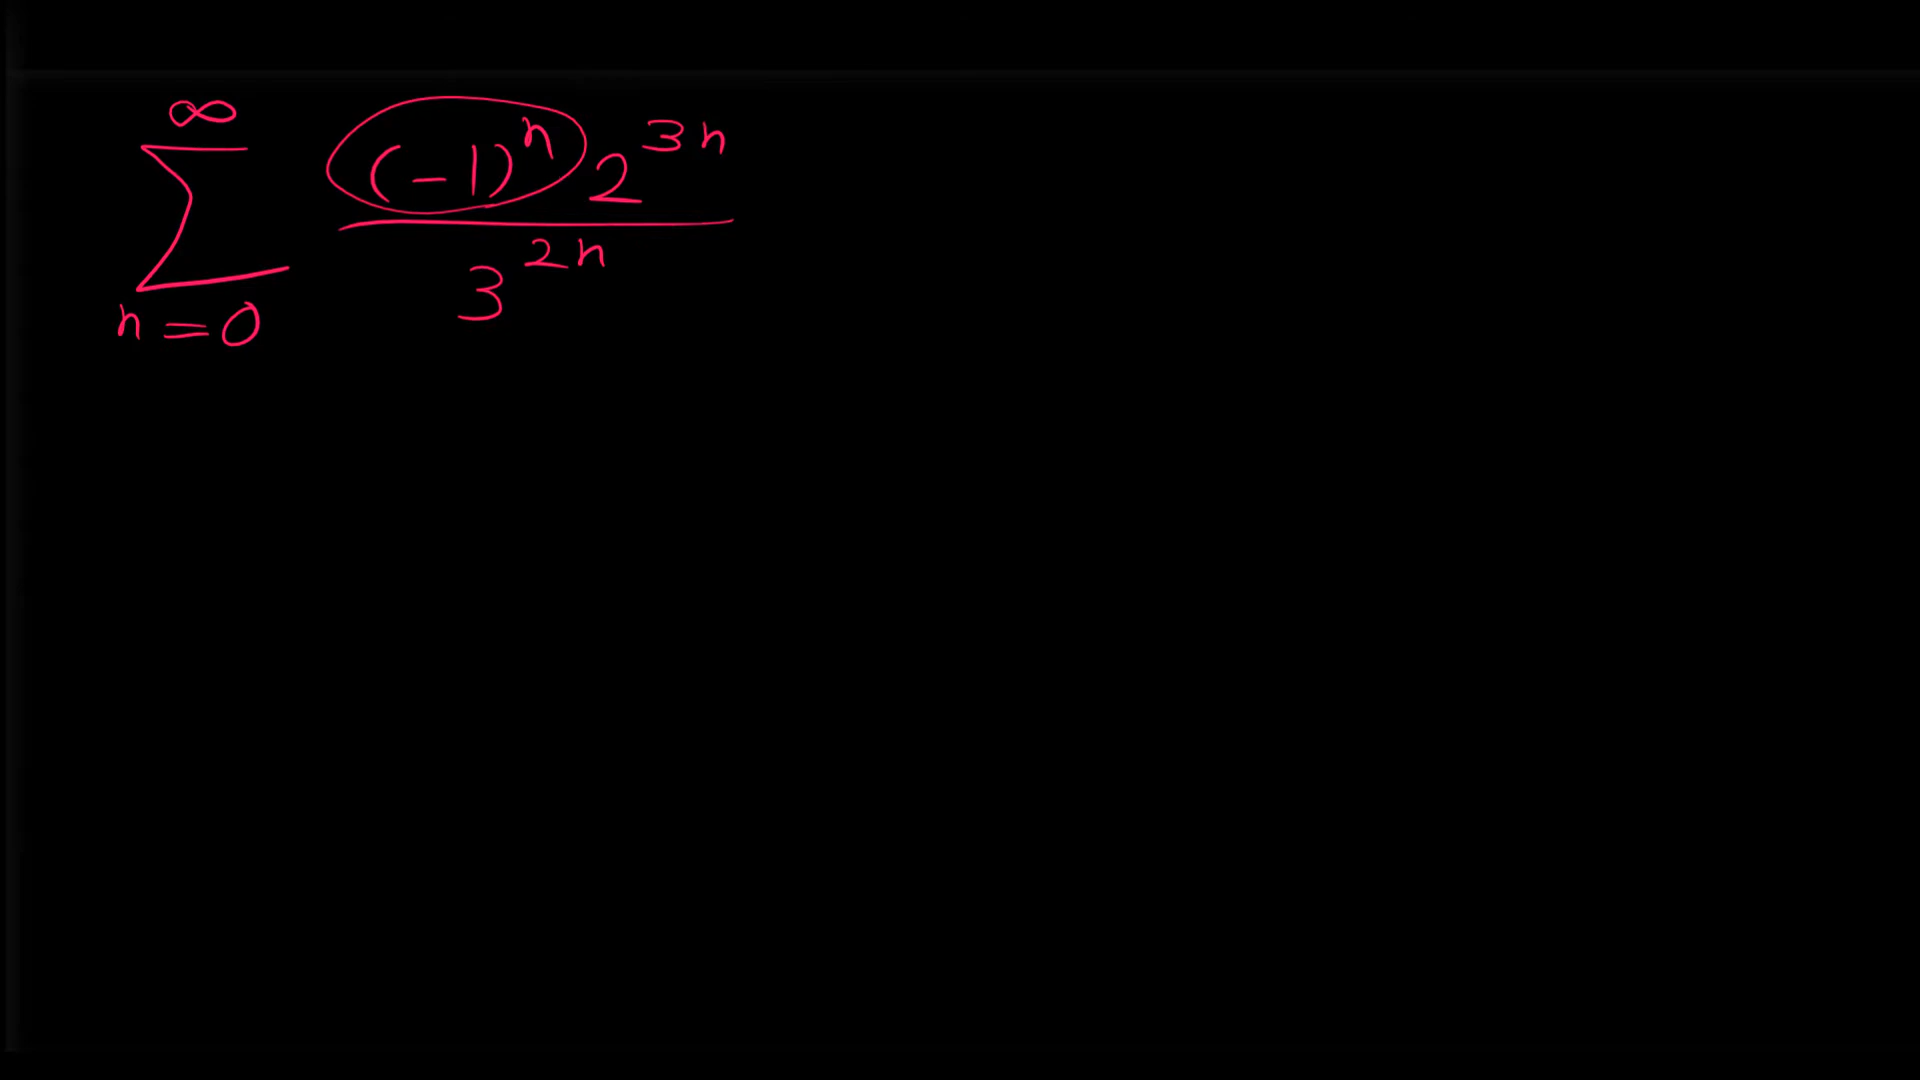 ∞
∑ (-1)^n 2^{3n} / 3^{2n}
n=0